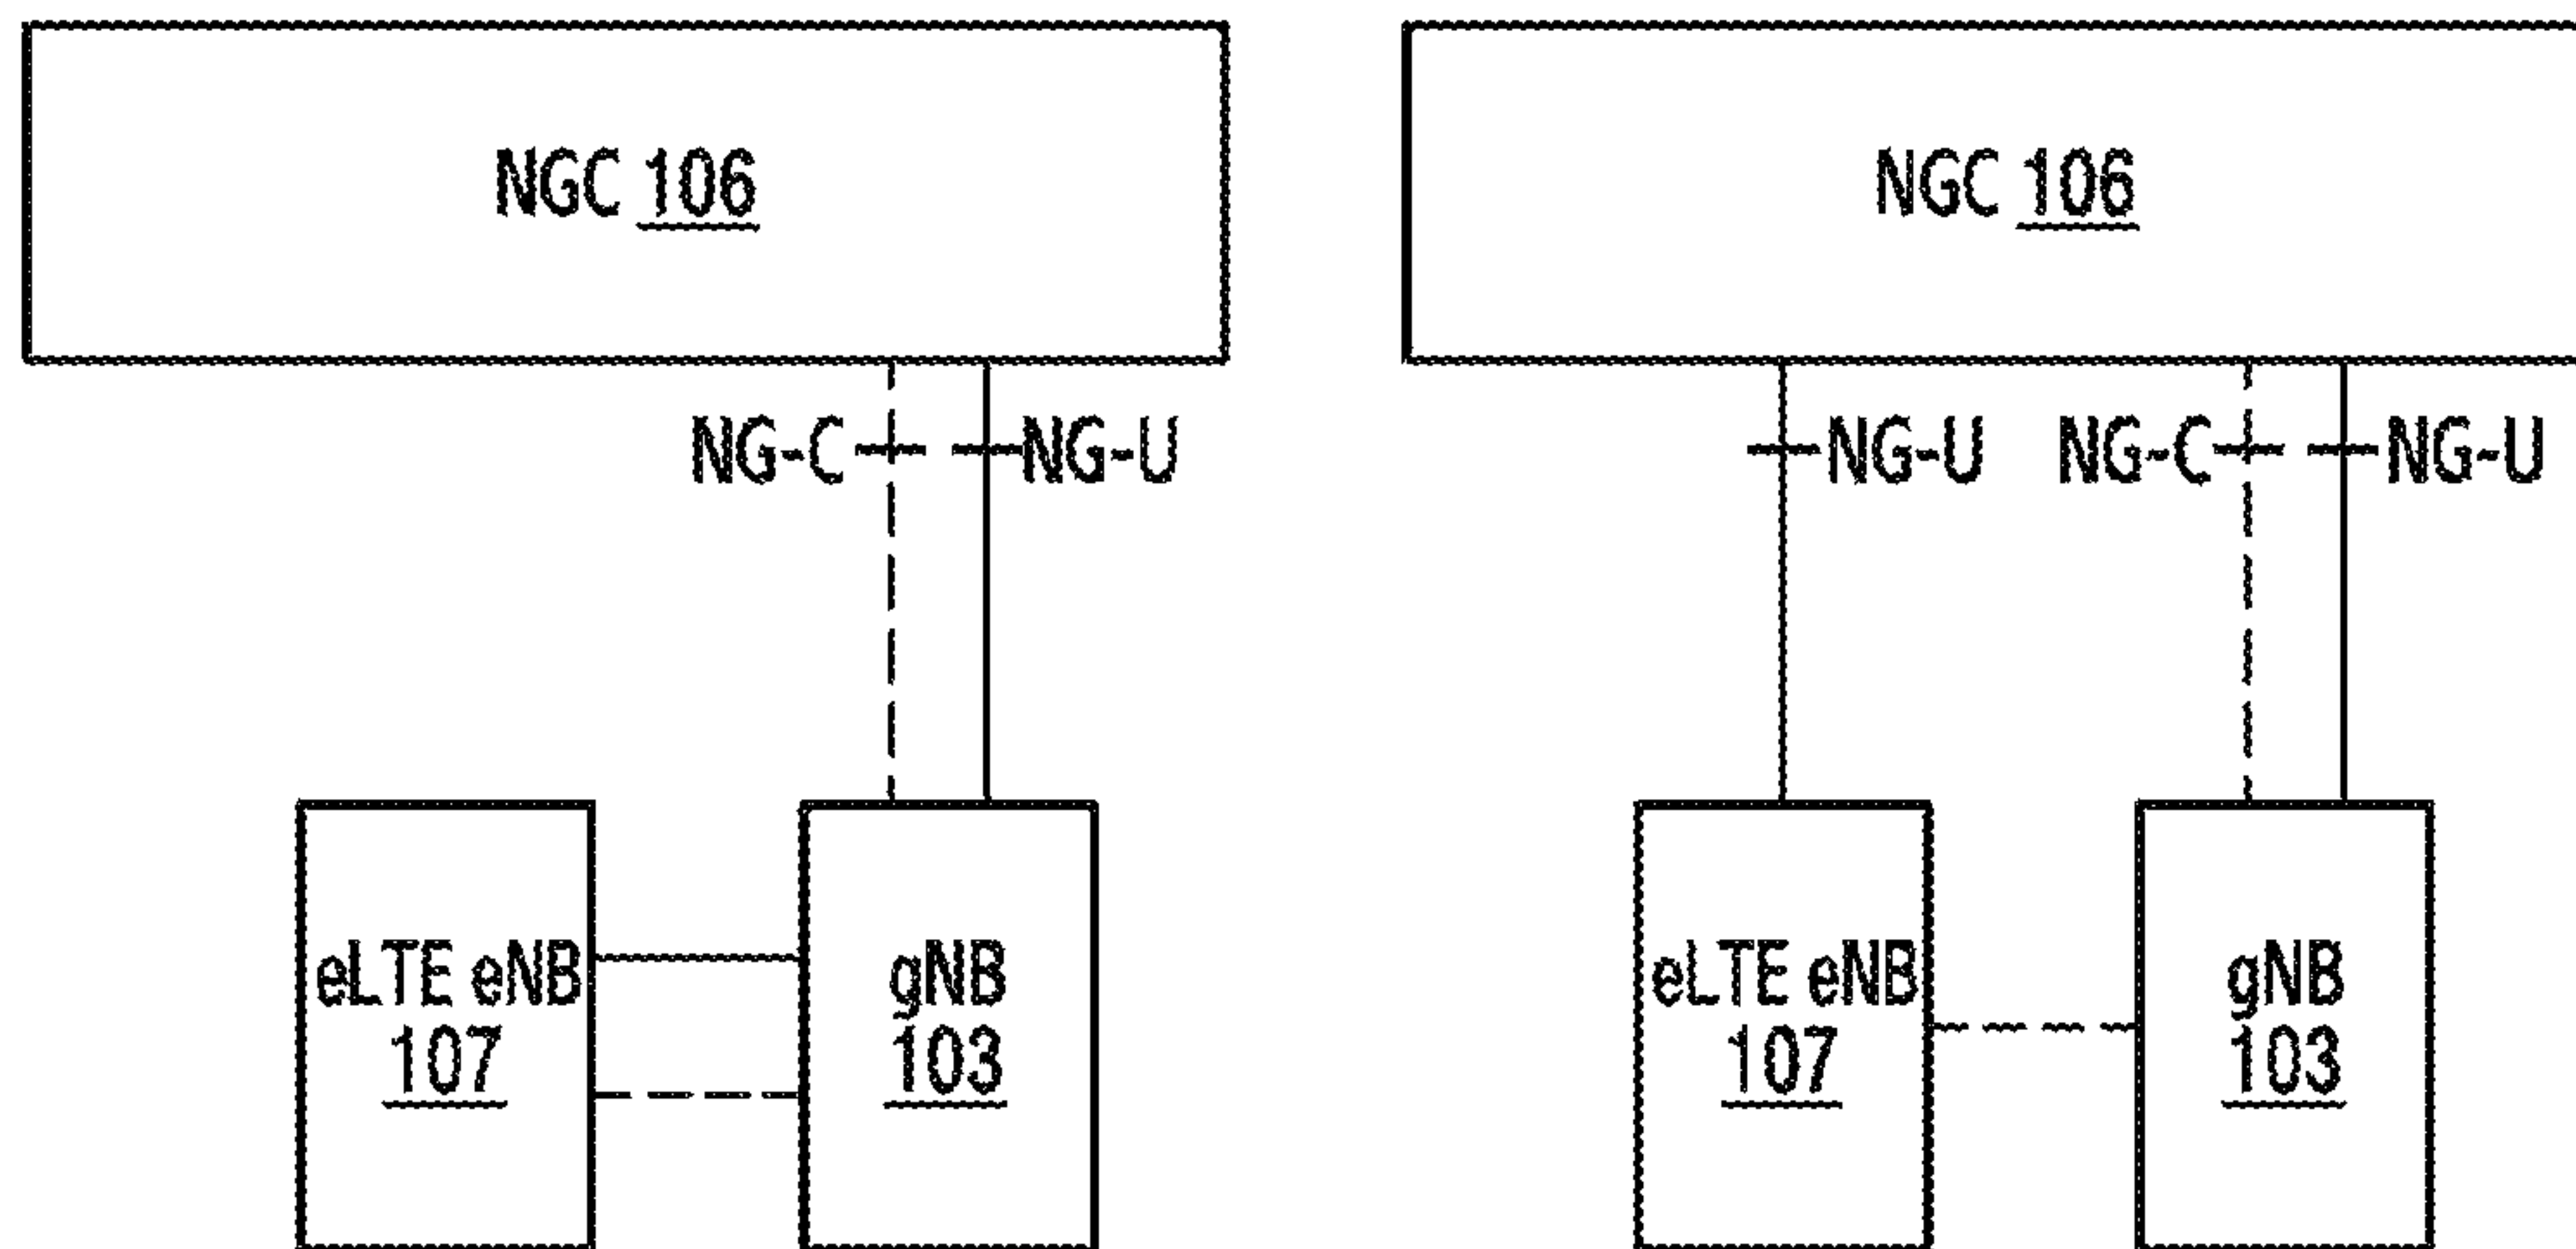 NGC 106
NGC 106
NG-C
NG-U
NG-U
NG-C
NG-U
eLTE eNB
107
gNB
103
eLTE eNB
107
gNB
103